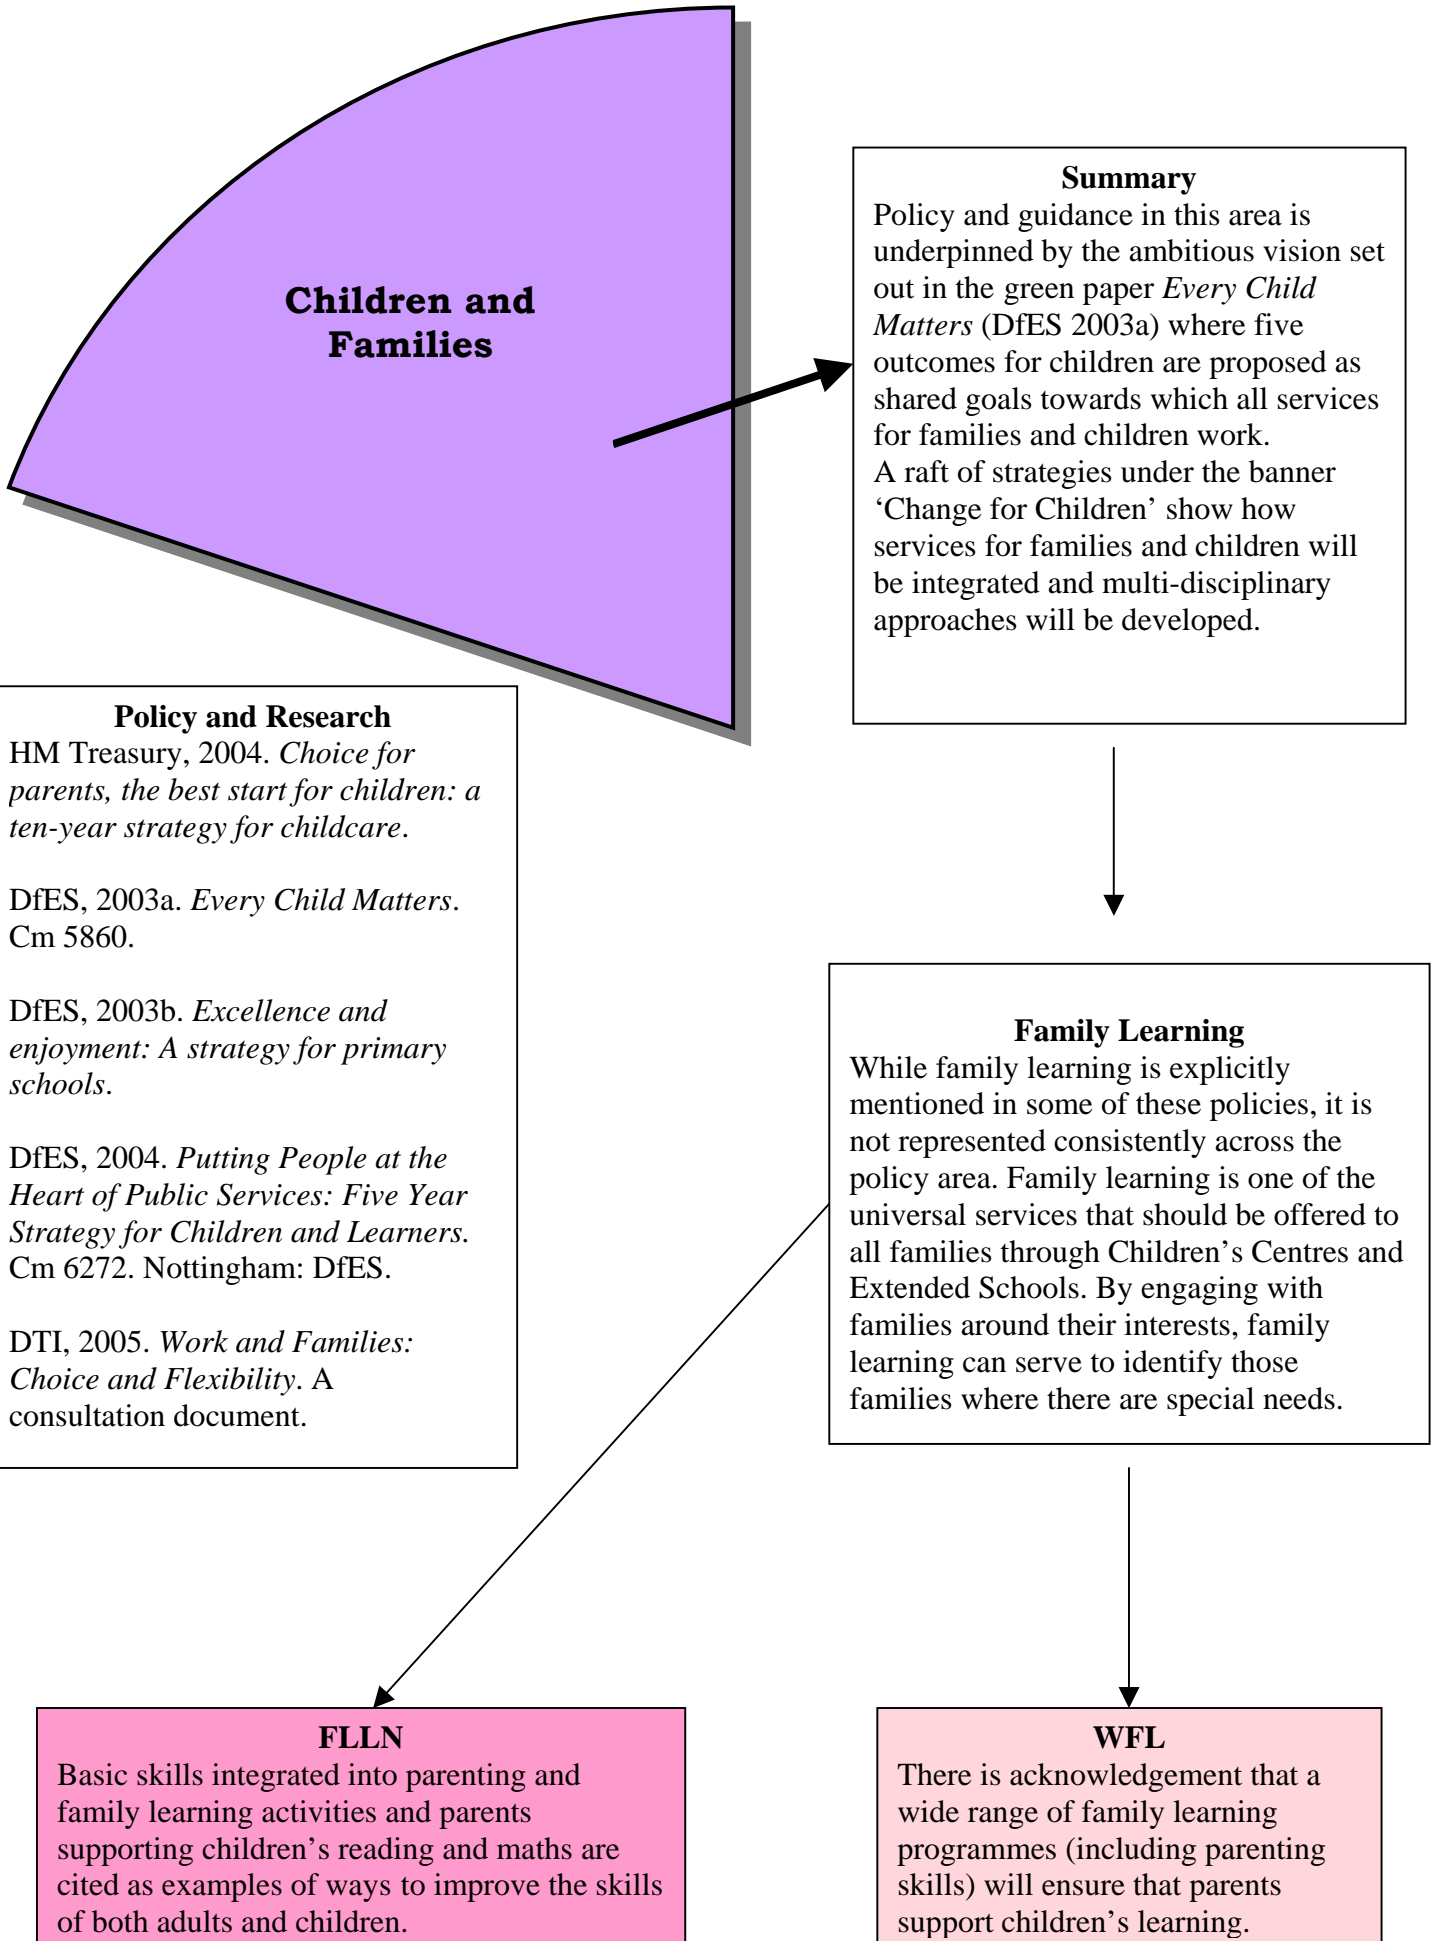 Children and
Families
Summary
Policy and guidance in this area is
underpinned by the ambitious vision set
out in the green paper Every Child
Matters (DfES 2003a) where five
outcomes for children are proposed as
shared goals towards which all services
for families and children work.
A raft of strategies under the banner
‘Change for Children’ show how
services for families and children will
be integrated and multi-disciplinary
approaches will be developed.
Policy and Research
HM Treasury, 2004. Choice for
parents, the best start for children: a
ten-year strategy for childcare.
DfES, 2003a. Every Child Matters.
Cm 5860.
DfES, 2003b. Excellence and
enjoyment: A strategy for primary
schools.
DfES, 2004. Putting People at the
Heart of Public Services: Five Year
Strategy for Children and Learners.
Cm 6272. Nottingham: DfES.
DTI, 2005. Work and Families:
Choice and Flexibility. A
consultation document.
Family Learning
While family learning is explicitly
mentioned in some of these policies, it is
not represented consistently across the
policy area. Family learning is one of the
universal services that should be offered to
all families through Children’s Centres and
Extended Schools. By engaging with
families around their interests, family
learning can serve to identify those
families where there are special needs.
FLLN
Basic skills integrated into parenting and
family learning activities and parents
supporting children’s reading and maths are
cited as examples of ways to improve the skills
of both adults and children.
WFL
There is acknowledgement that a
wide range of family learning
programmes (including parenting
skills) will ensure that parents
support children’s learning.